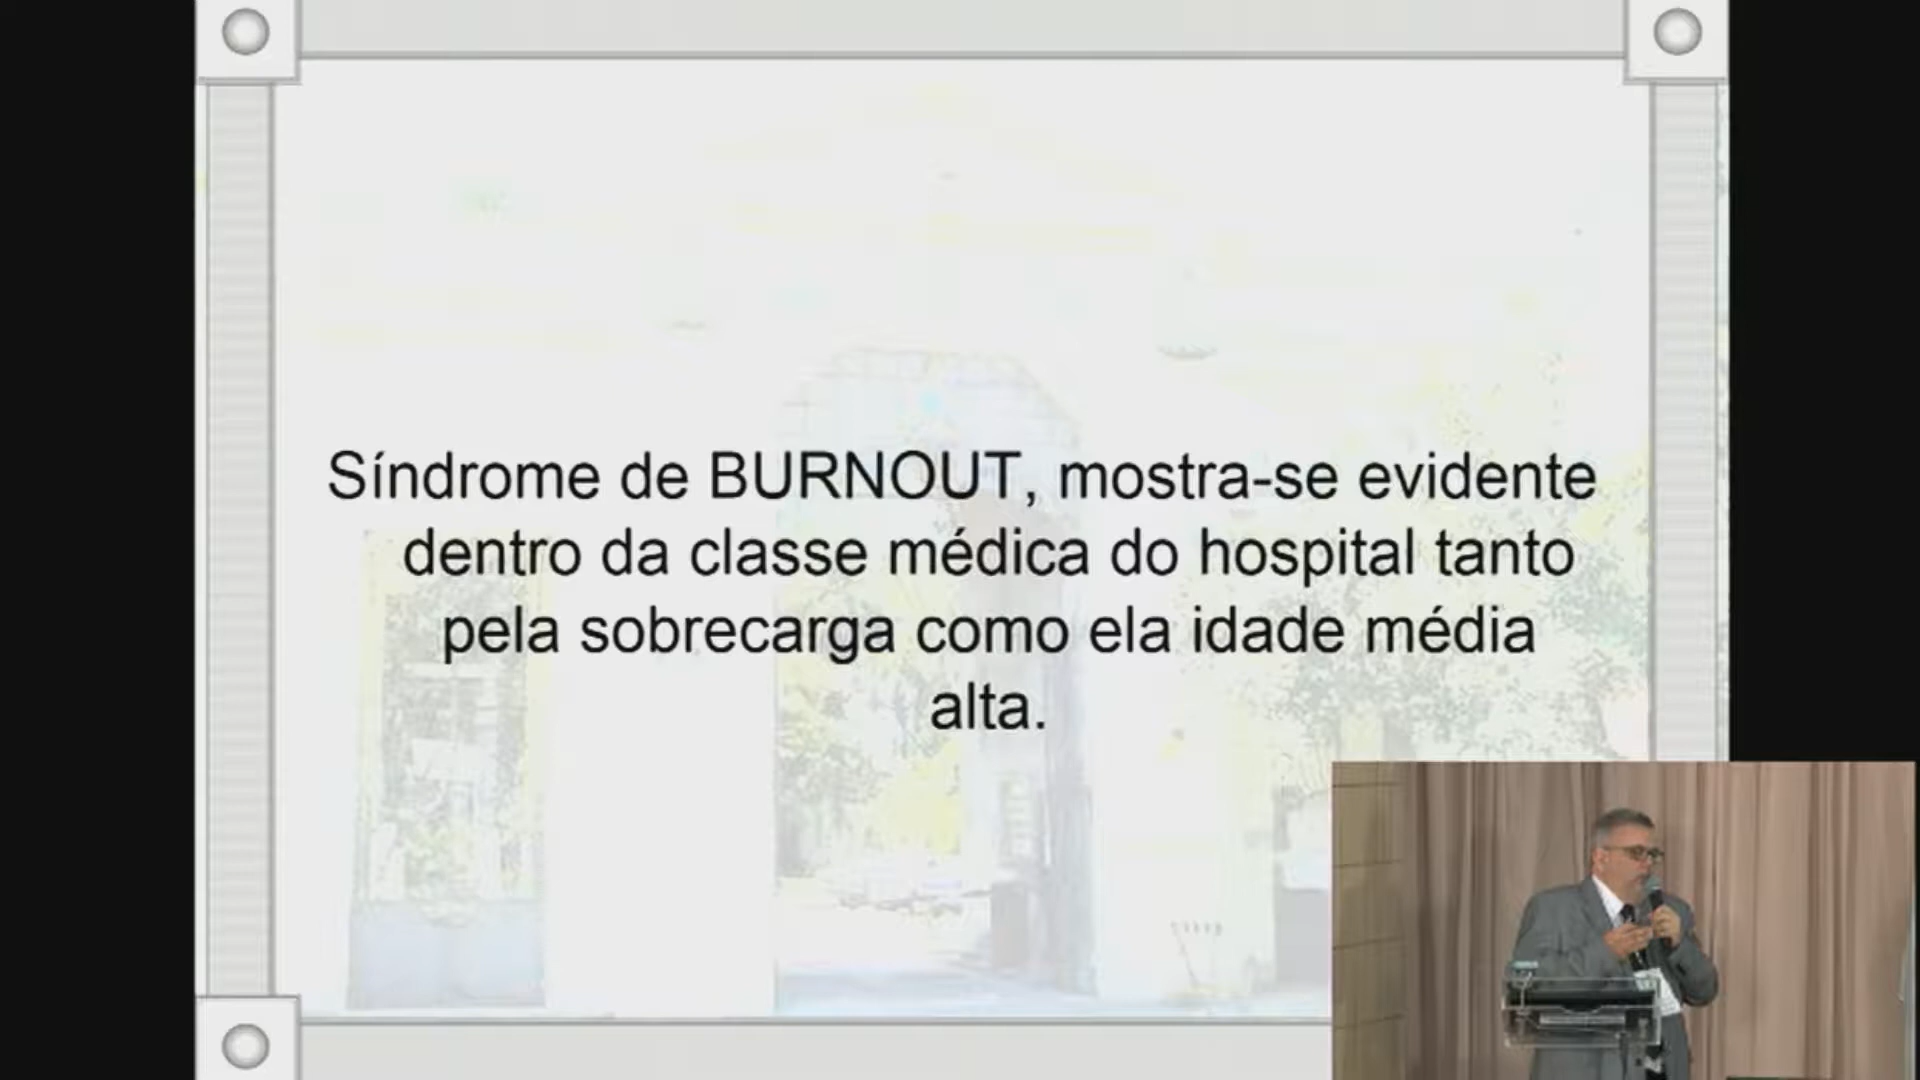 Síndrome de BURNOUT, mostra-se evidente
dentro da classe médica do hospital tanto
pela sobrecarga como ela idade média
alta.